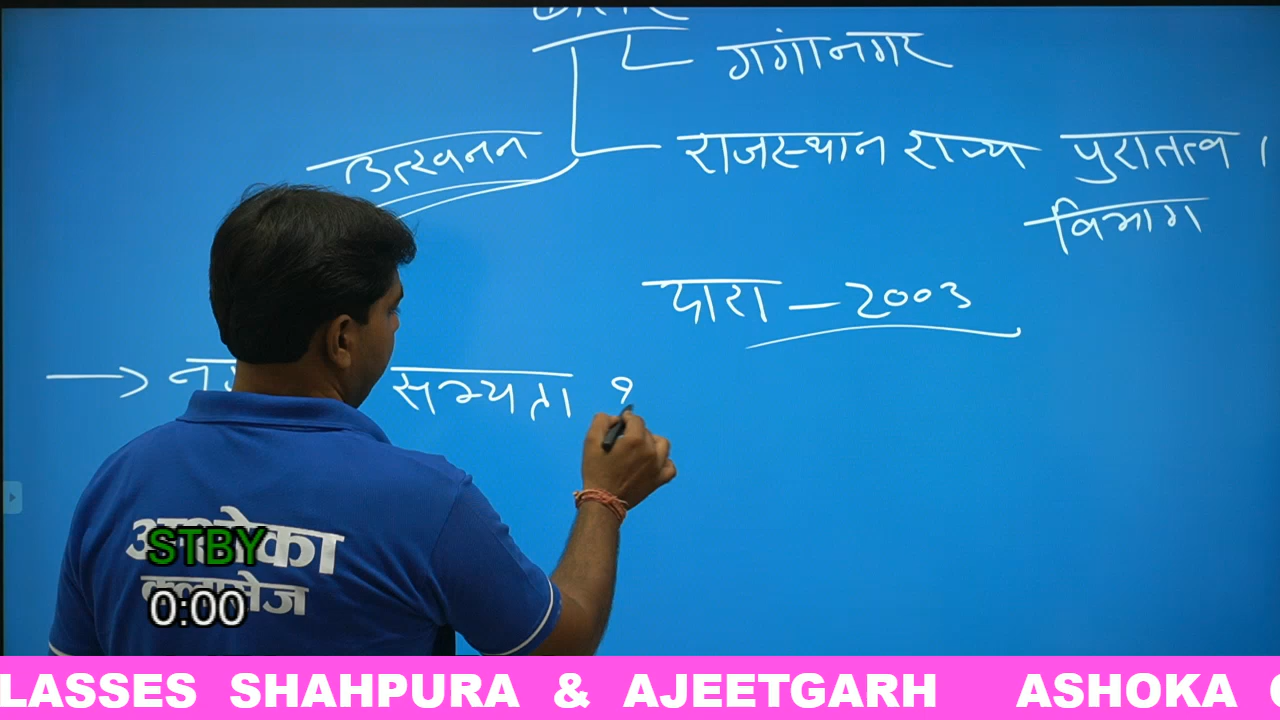 गंगानगर
उत्खनन
राजस्थान राज्य पुरातत्व
विभाग
द्वारा – 2003
→ सभ्यता
STBY
क्लासेज
0:00
LASSES SHAHPURA & AJEETGARH ASHOKA